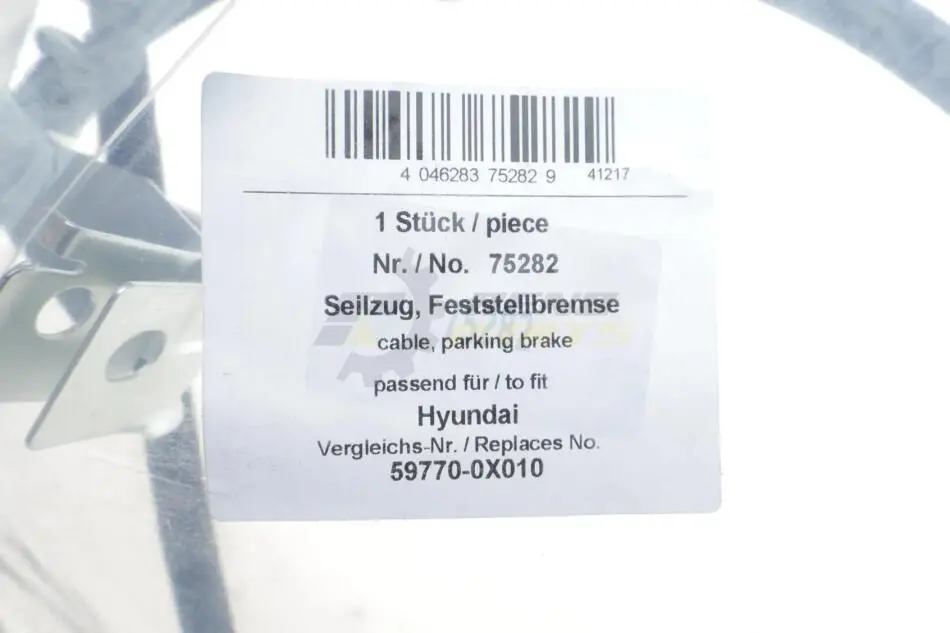 4 046283 75282 9 41217
1 Stück / piece
Nr. / No. 75282
Seilzug, Feststellbremse
cable, parking brake
passend für / to fit
Hyundai
Vergleichs-Nr. / Replaces No.
59770-0X010